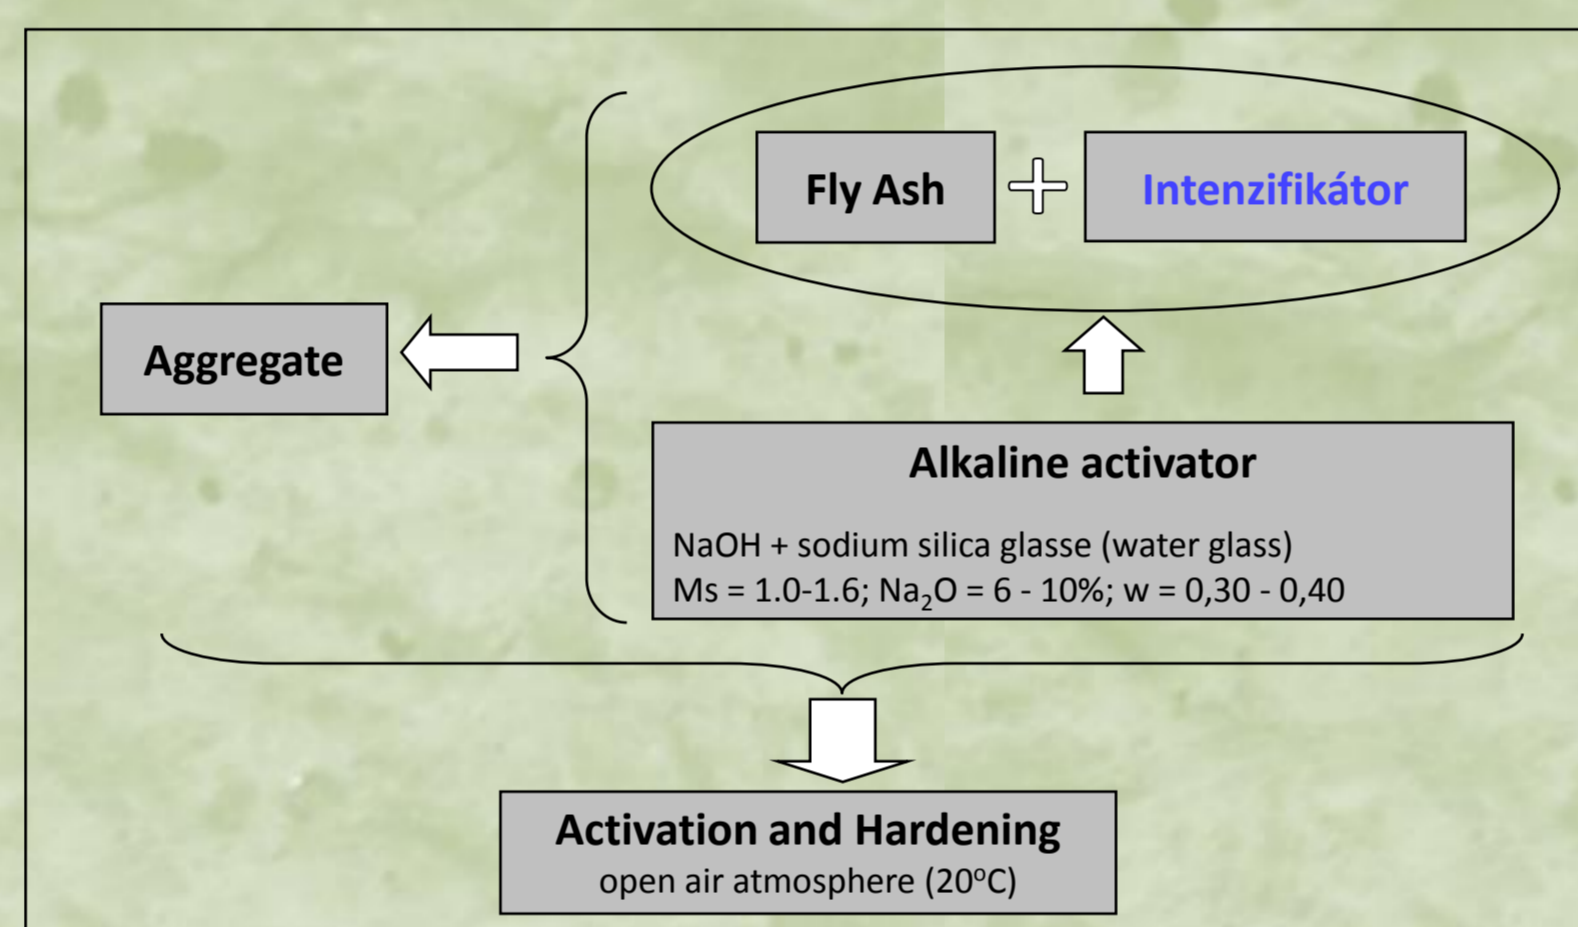 Fly Ash
Intenzifikátor
Aggregate
Alkaline activator
NaOH + sodium silica glasse (water glass)
Ms = 1.0-1.6; Na₂O = 6 - 10%; w = 0,30 - 0,40
Activation and Hardening
open air atmosphere (20ºC)